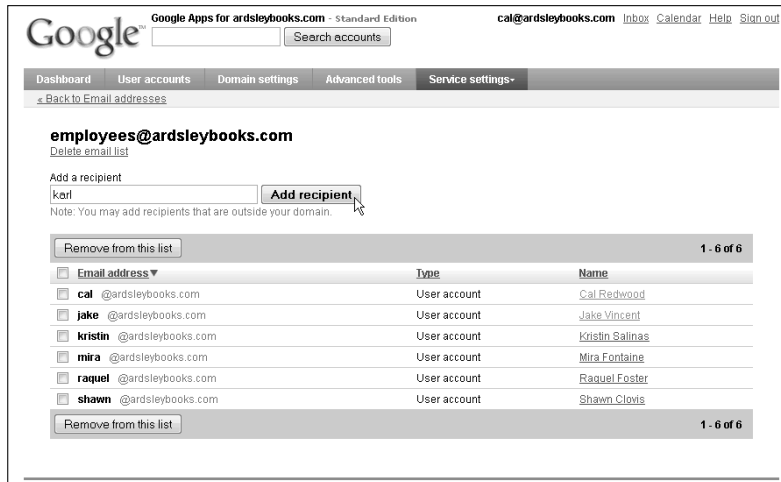 Google™
Google Apps for ardsleybooks.com - Standard Edition
cal@ardsleybooks.com Inbox Calendar Help Sign out
Search accounts
Dashboard User accounts Domain settings Advanced tools Service settings
« Back to Email addresses
employees@ardsleybooks.com
Delete email list
Add a recipient
karl Add recipient
Note: You may add recipients that are outside your domain.
Remove from this list 1 - 6 of 6
Email address Type Name
cal @ardsleybooks.com User account Cal Redwood
jake @ardsleybooks.com User account Jake Vincent
kristin @ardsleybooks.com User account Kristin Salinas
mira @ardsleybooks.com User account Mira Fontaine
raquel @ardsleybooks.com User account Raquel Foster
shawn @ardsleybooks.com User account Shawn Clovis
Remove from this list 1 - 6 of 6